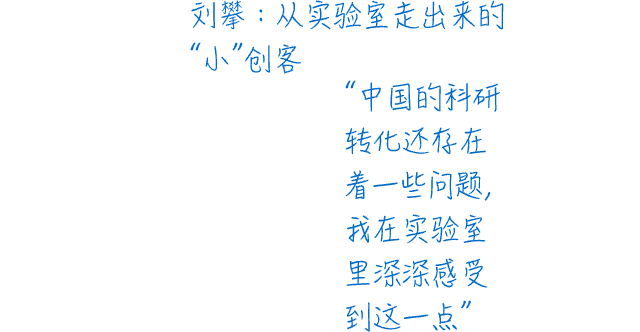 刘攀：从实验室走出来的
“小”创客
“中国的科研
转化还存在
着一些问题，
我在实验室
里深深感受
到这一点”